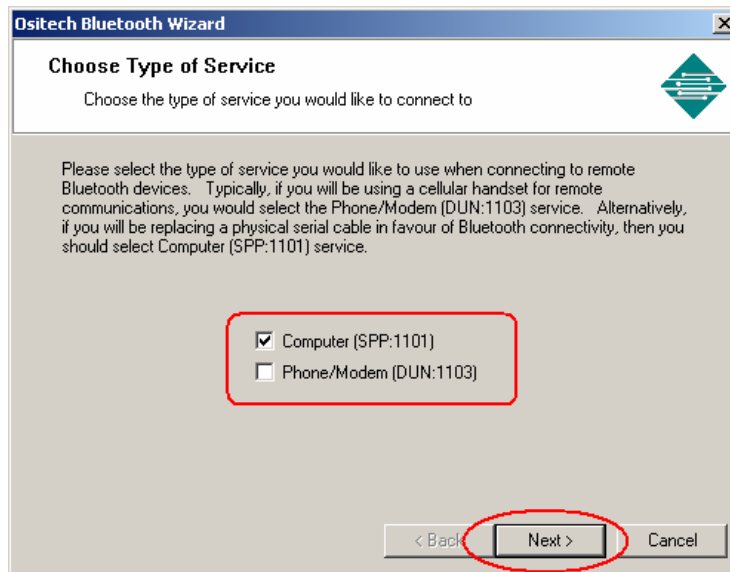 Ositech Bluetooth Wizard
Choose Type of Service
Choose the type of service you would like to connect to
Please select the type of service you would like to use when connecting to remote
Bluetooth devices. Typically, if you will be using a cellular handset for remote
communications, you would select the Phone/Modem (DUN:1103) service. Alternatively,
if you will be replacing a physical serial cable in favour of Bluetooth connectivity, then you
should select Computer (SPP:1101) service.
Computer (SPP:1101)
Phone/Modem (DUN:1103)
< Back Next > Cancel